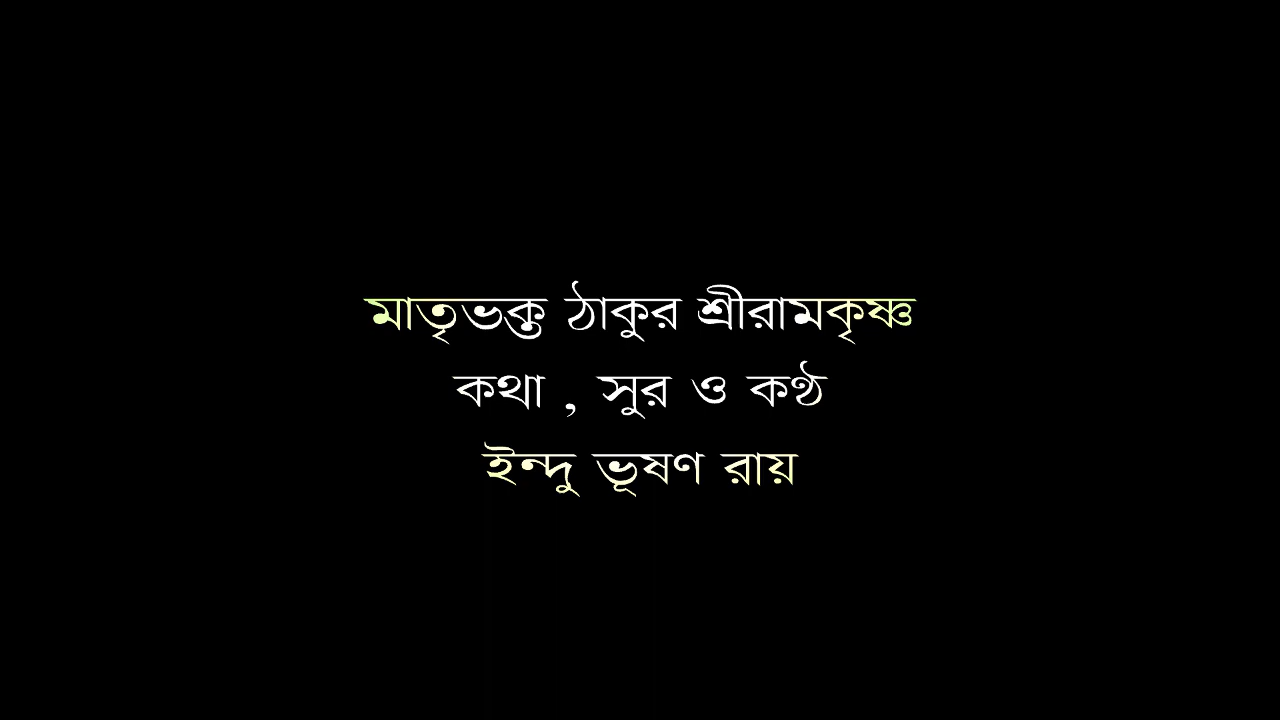 মাতৃভক্ত ঠাকুর শ্রীরামকৃষ্ণ
কথা , সুর ও কণ্ঠ
ইন্দু ভূষণ রায়